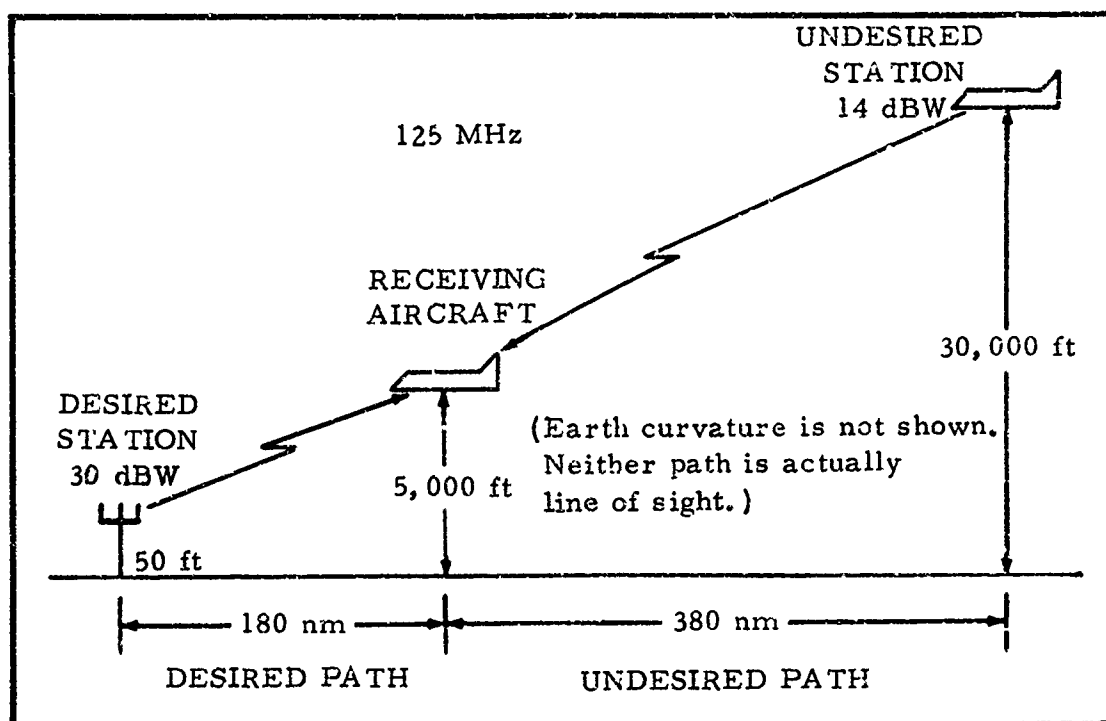 UNDESIRED
STATION
14 dBW
125 MHz
RECEIVING
AIRCRAFT
30,000 ft
DESIRED
STATION
30 dBW
5,000 ft
(Earth curvature is not shown.
Neither path is actually
line of sight.)
50 ft
180 nm
380 nm
DESIRED PATH
UNDESIRED PATH